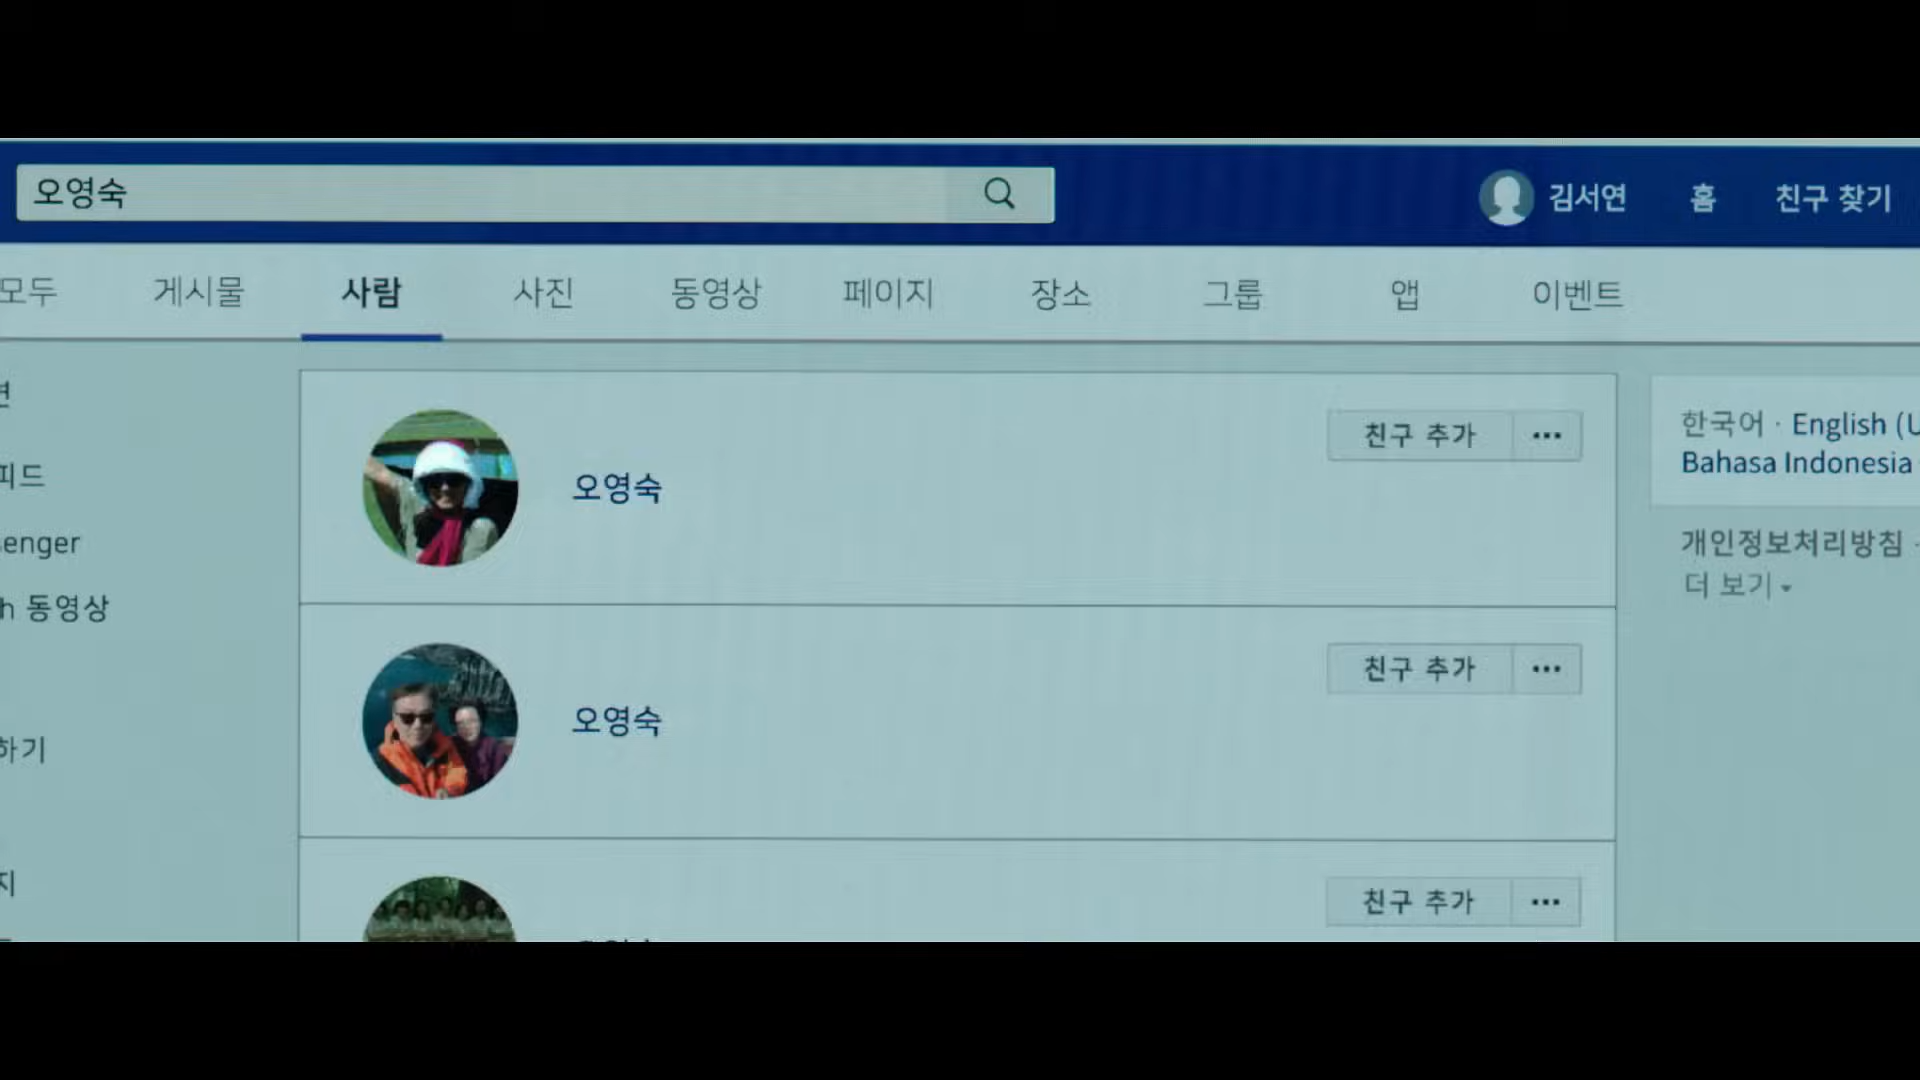 오영숙
김서연 홈 친구 찾기
모두 게시물 사람 사진 동영상 페이지 장소 그룹 앱 이벤트
피드
enger
h 동영상
하기
지
오영숙
친구 추가
오영숙
친구 추가
친구 추가
한국어 · English (U
Bahasa Indonesia
개인정보처리방침 ·
더 보기